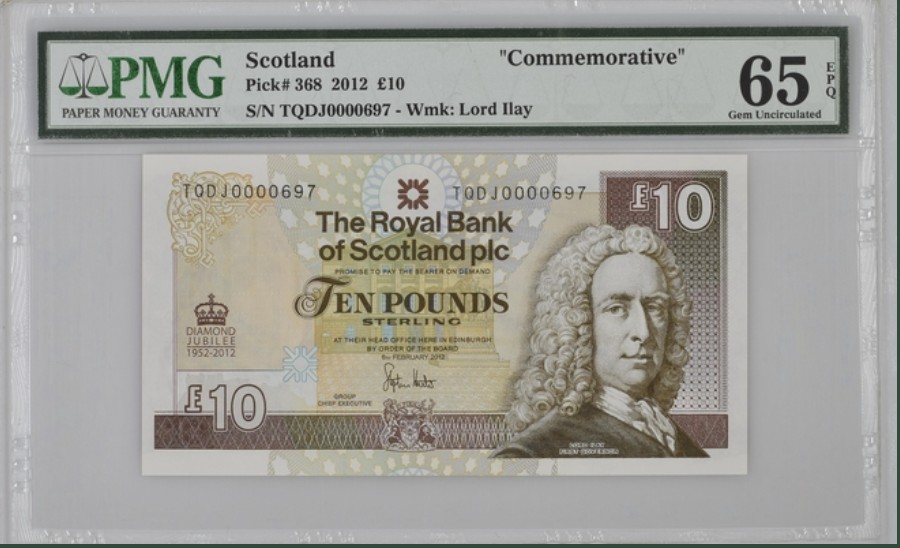 PMG
PAPER MONEY GUARANTY
Scotland
"Commemorative"
Pick# 368 2012 £10
S/N TQDJ0000697 - Wmk: Lord Ilay
65
EPQ
Gem Uncirculated
TQDJ0000697
TQDJ0000697
£10
The Royal Bank
of Scotland plc
PROMISE TO PAY THE BEARER ON DEMAND
TEN POUNDS
STERLING
AT THEIR HEAD OFFICE HERE IN EDINBURGH
BY ORDER OF THE BOARD
6TH FEBRUARY 2012
DIAMOND
JUBILEE
1952-2012
£10
GROUP
CHIEF EXECUTIVE